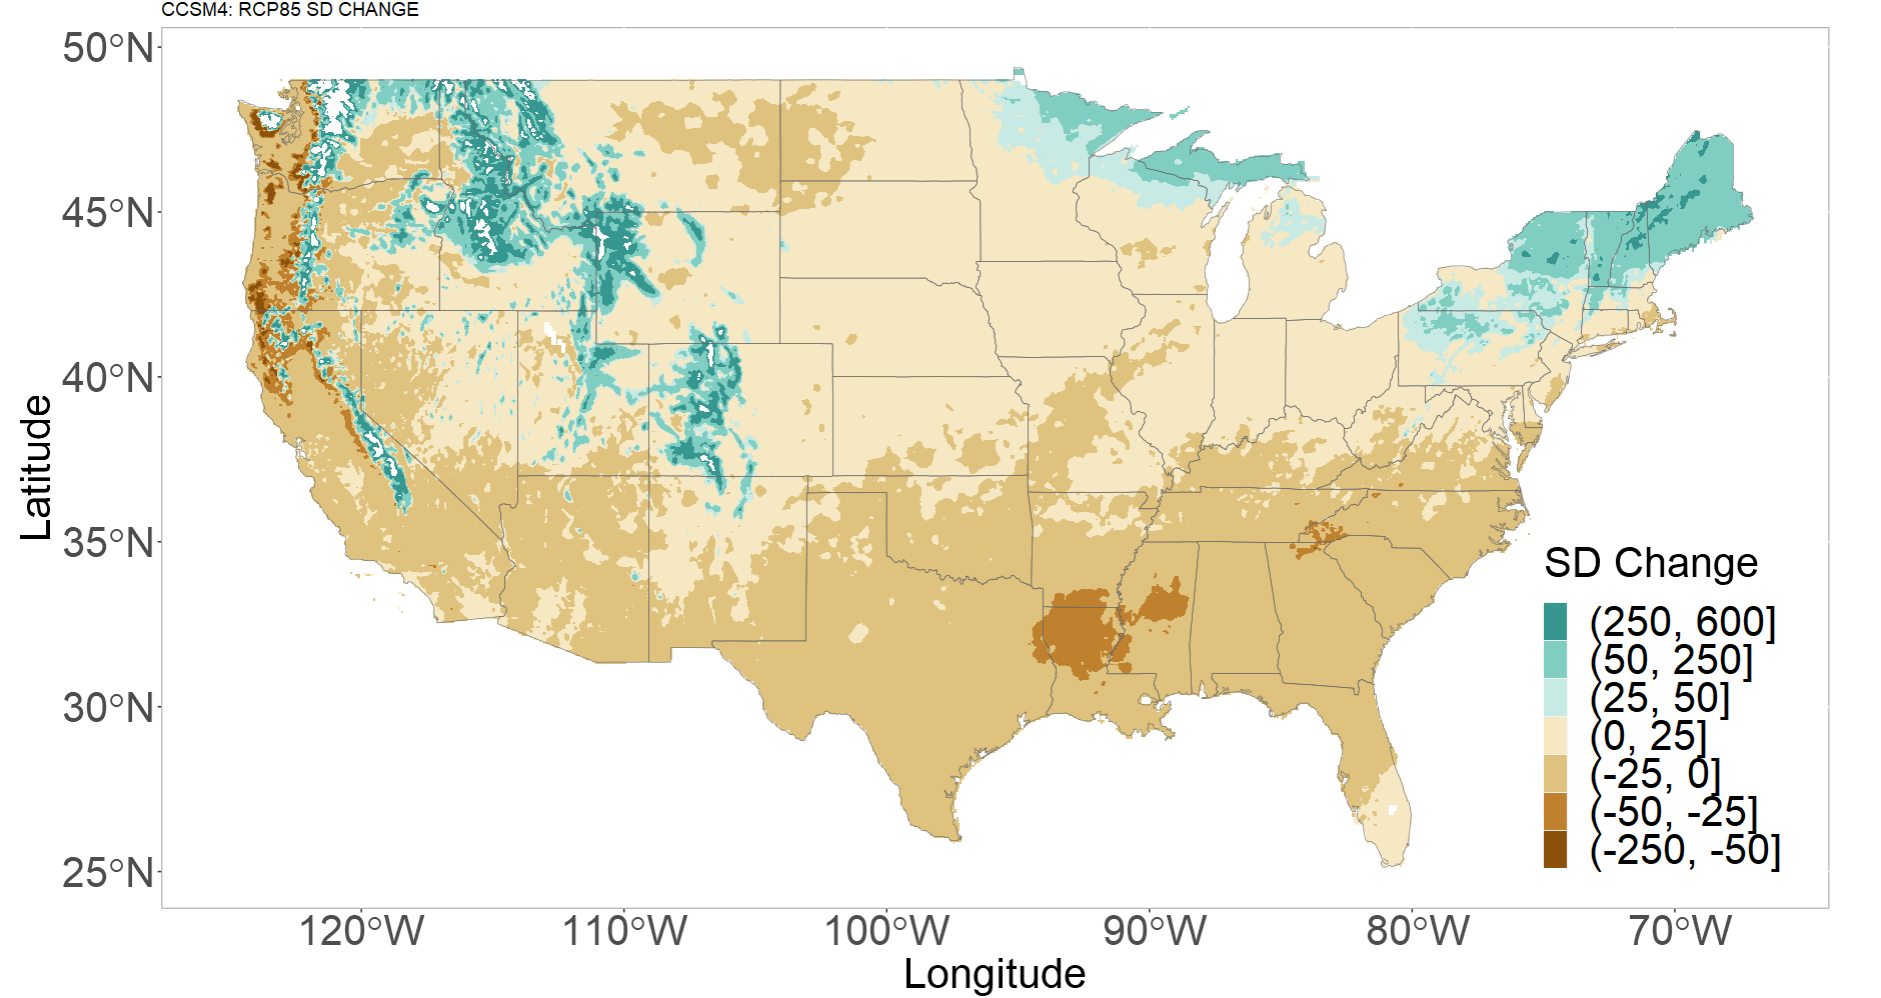 CCSM4: RCP85 SD CHANGE
50°N
45°N
40°N
35°N
30°N
25°N
Latitude
120°W 110°W 100°W 90°W 80°W 70°W
Longitude
SD Change
(250, 600]
(50, 250]
(25, 50]
(0, 25]
(-25, 0]
(-50, -25]
(-250, -50]